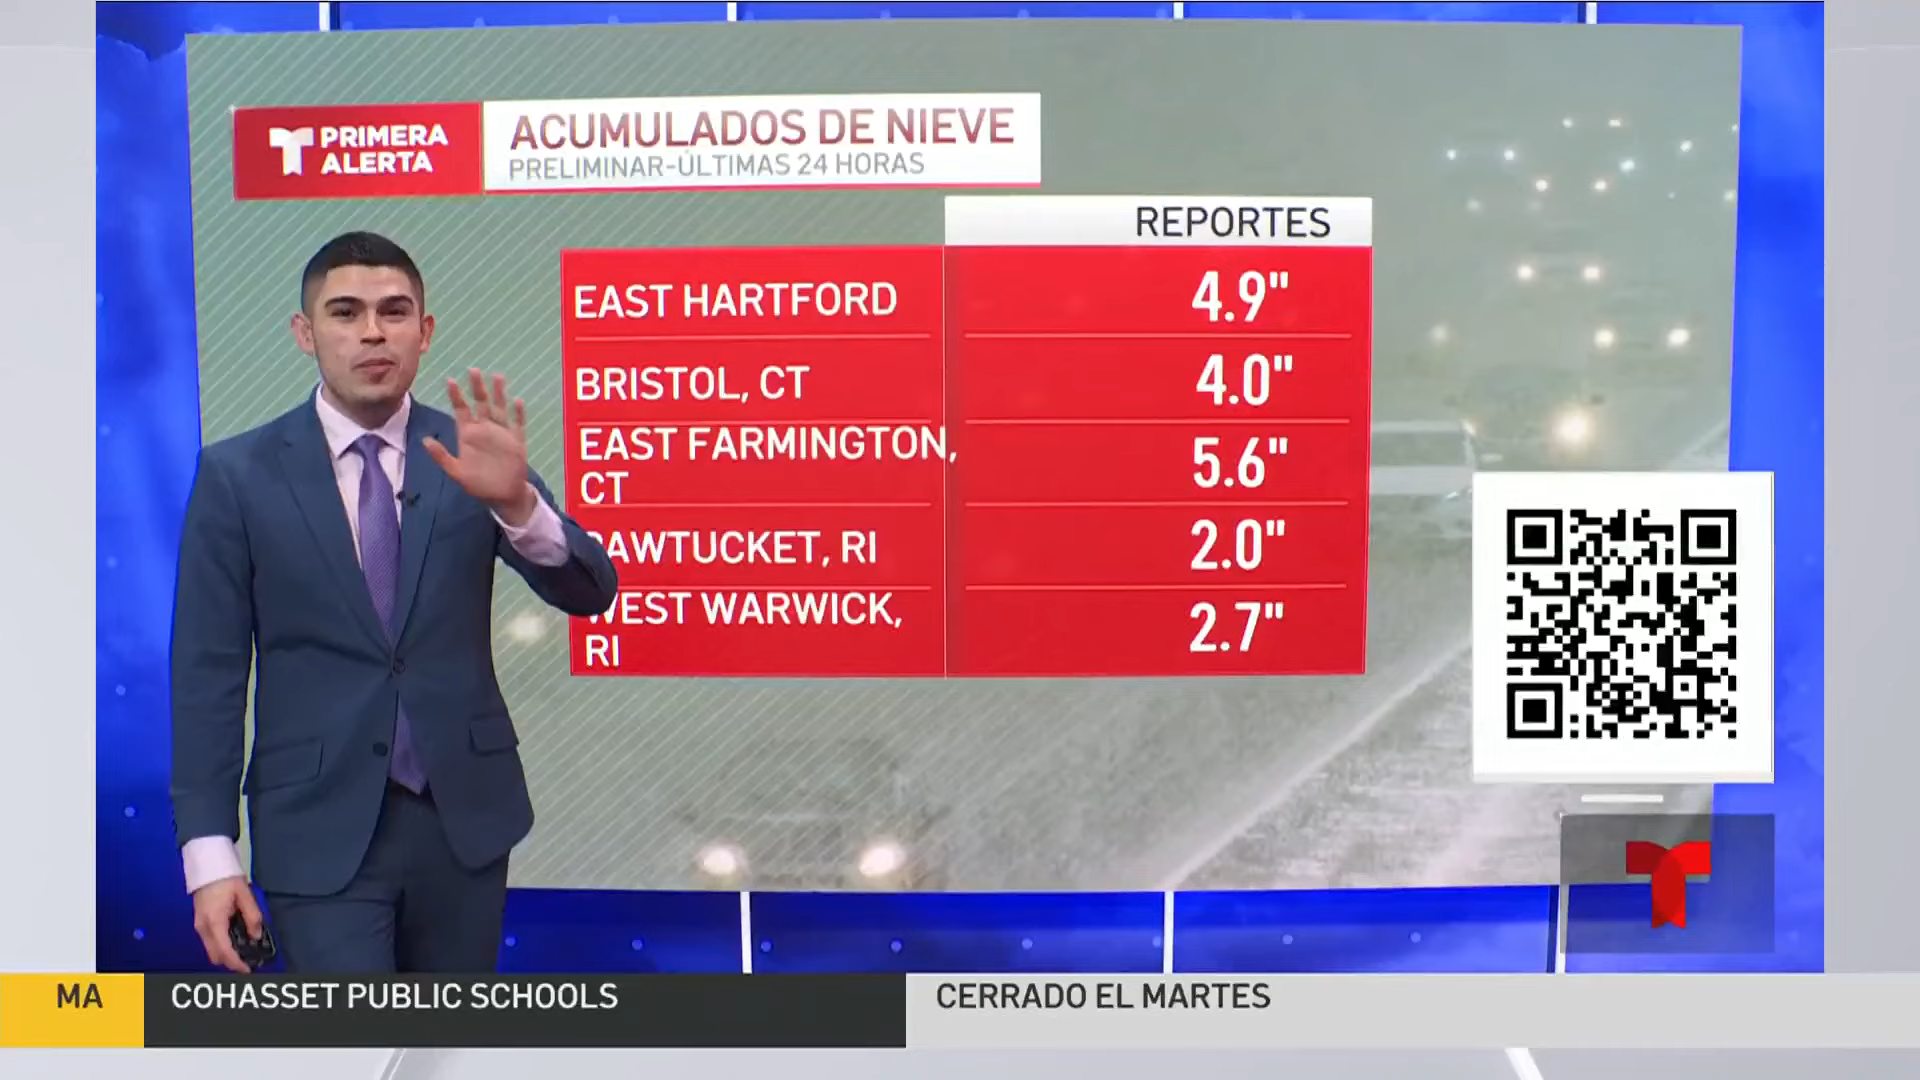 PRIMERA
ALERTA
ACUMULADOS DE NIEVE
PRELIMINAR-ÚLTIMAS 24 HORAS
REPORTES
EAST HARTFORD 4.9"
BRISTOL, CT 4.0"
EAST FARMINGTON,
CT 5.6"
AWTUCKET, RI 2.0"
WEST WARWICK,
RI 2.7"
MA COHASSET PUBLIC SCHOOLS CERRADO EL MARTES